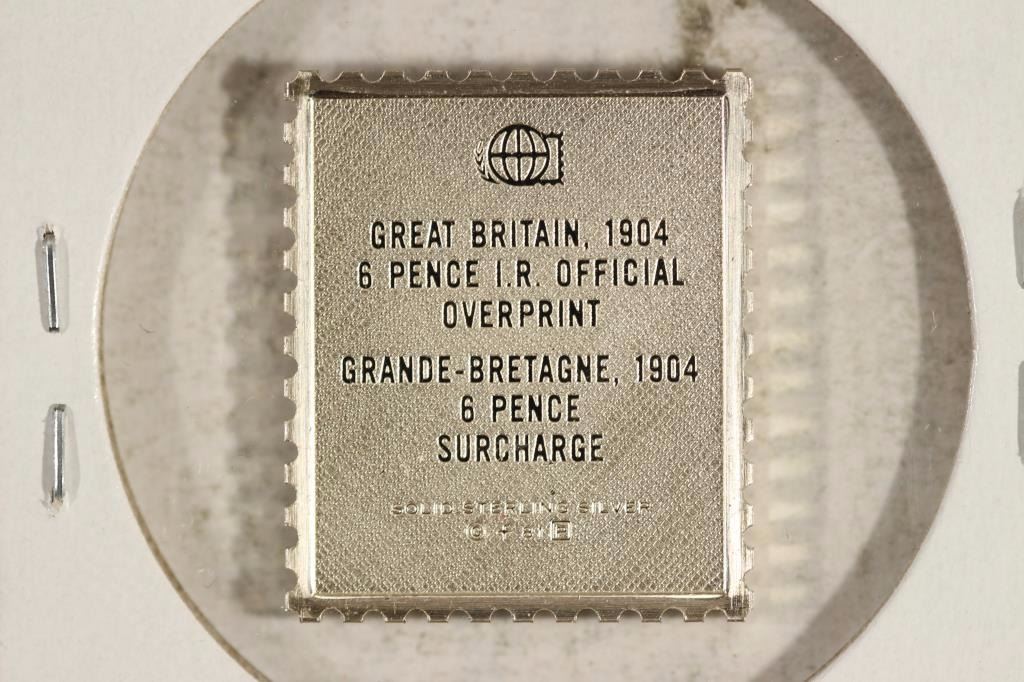 GREAT BRITAIN, 1904
6 PENCE I.R. OFFICIAL
OVERPRINT
GRANDE-BRETAGNE, 1904
6 PENCE
SURCHARGE
SOLID STERLING SILVER